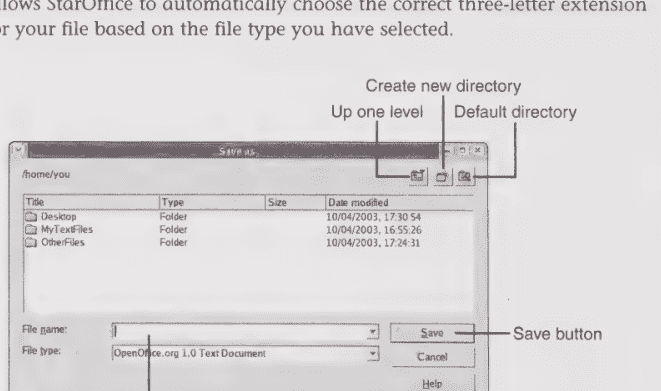 llows StarOffice to automatically choose the correct three-letter extension
or your file based on the file type you have selected.
Create new directory
Up one level Default directory
Save as
/home/you
Title Type Size Date modified
Desktop Folder 10/04/2003, 17:30:54
MyTextFiles Folder 10/04/2003, 16:55:26
OtherFiles Folder 10/04/2003, 17:24:31
File name: Save Save button
File type: OpenOffice.org 1.0 Text Document Cancel
Help